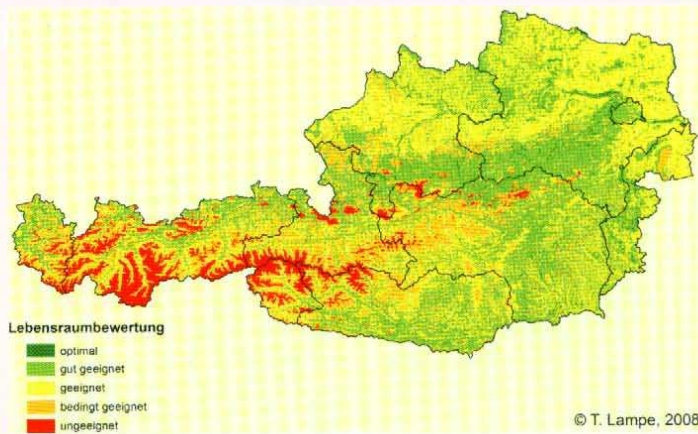 Lebensraumbewertung
optimal
gut geeignet
geeignet
bedingt geeignet
ungeeignet
© T. Lampe, 2008